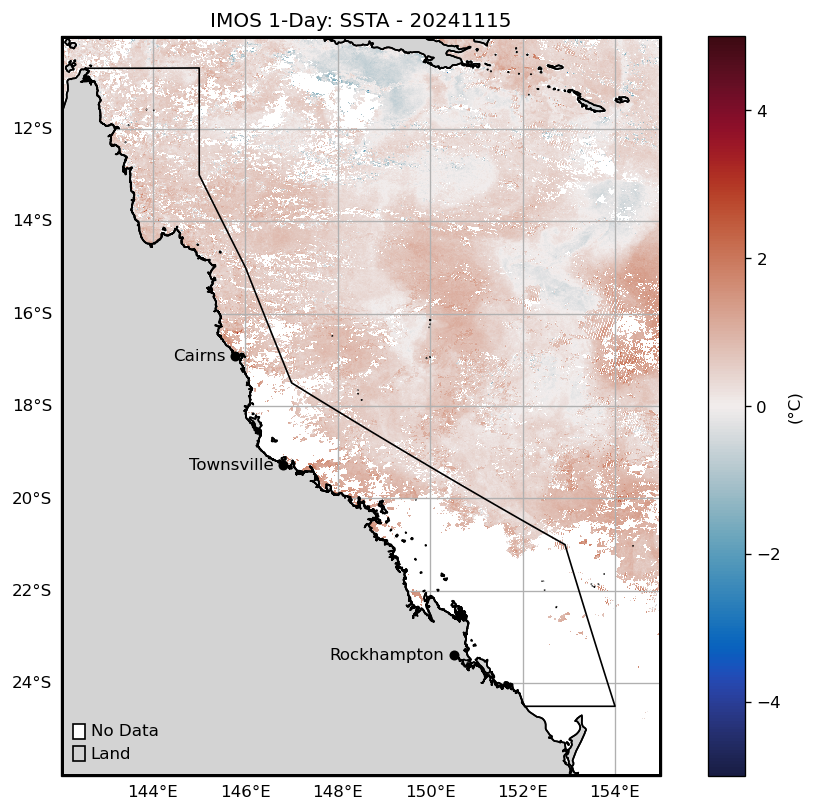 IMOS 1-Day: SSTA - 20241115
12°S
14°S
16°S
18°S
20°S
22°S
24°S
Cairns
Townsville
Rockhampton
No Data
Land
144°E 146°E 148°E 150°E 152°E 154°E
4
2
0
−2
−4
(°C)